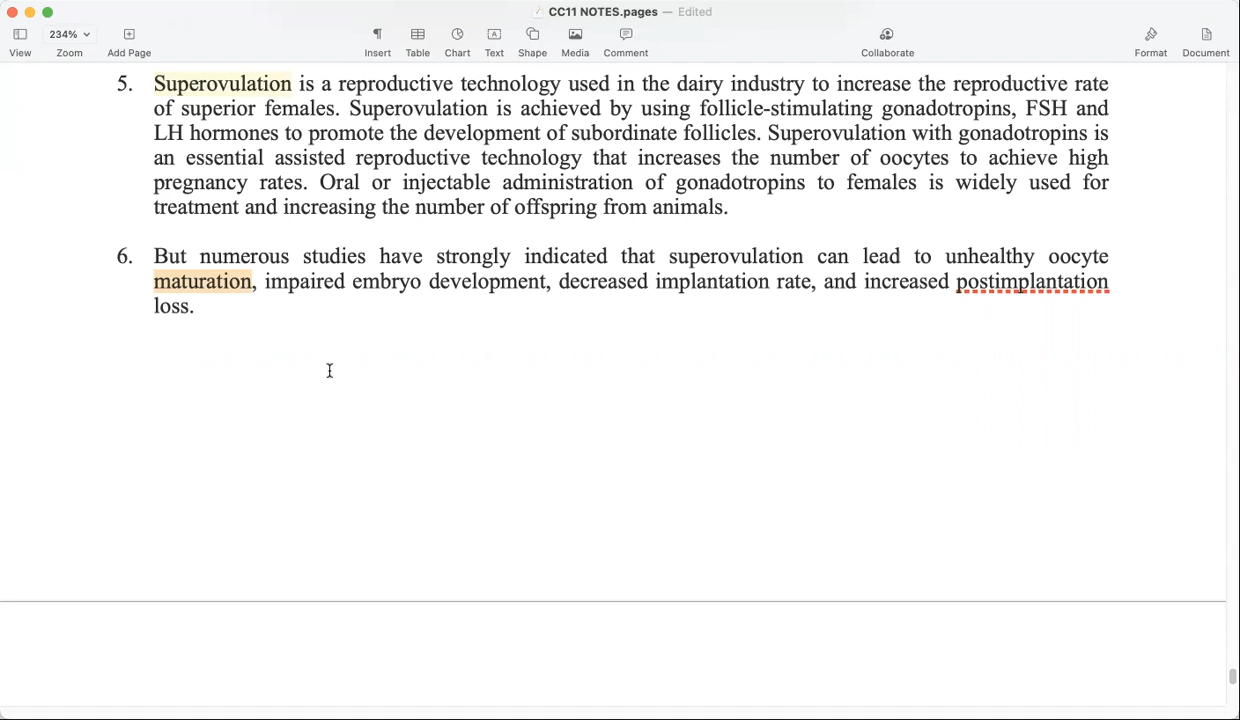 CC11 NOTES.pages — Edited
234%
View Zoom Add Page Insert Table Chart Text Shape Media Comment Collaborate Format Document
5. Superovulation is a reproductive technology used in the dairy industry to increase the reproductive rate
of superior females. Superovulation is achieved by using follicle-stimulating gonadotropins, FSH and
LH hormones to promote the development of subordinate follicles. Superovulation with gonadotropins is
an essential assisted reproductive technology that increases the number of oocytes to achieve high
pregnancy rates. Oral or injectable administration of gonadotropins to females is widely used for
treatment and increasing the number of offspring from animals.
6. But numerous studies have strongly indicated that superovulation can lead to unhealthy oocyte
maturation, impaired embryo development, decreased implantation rate, and increased postimplantation
loss.